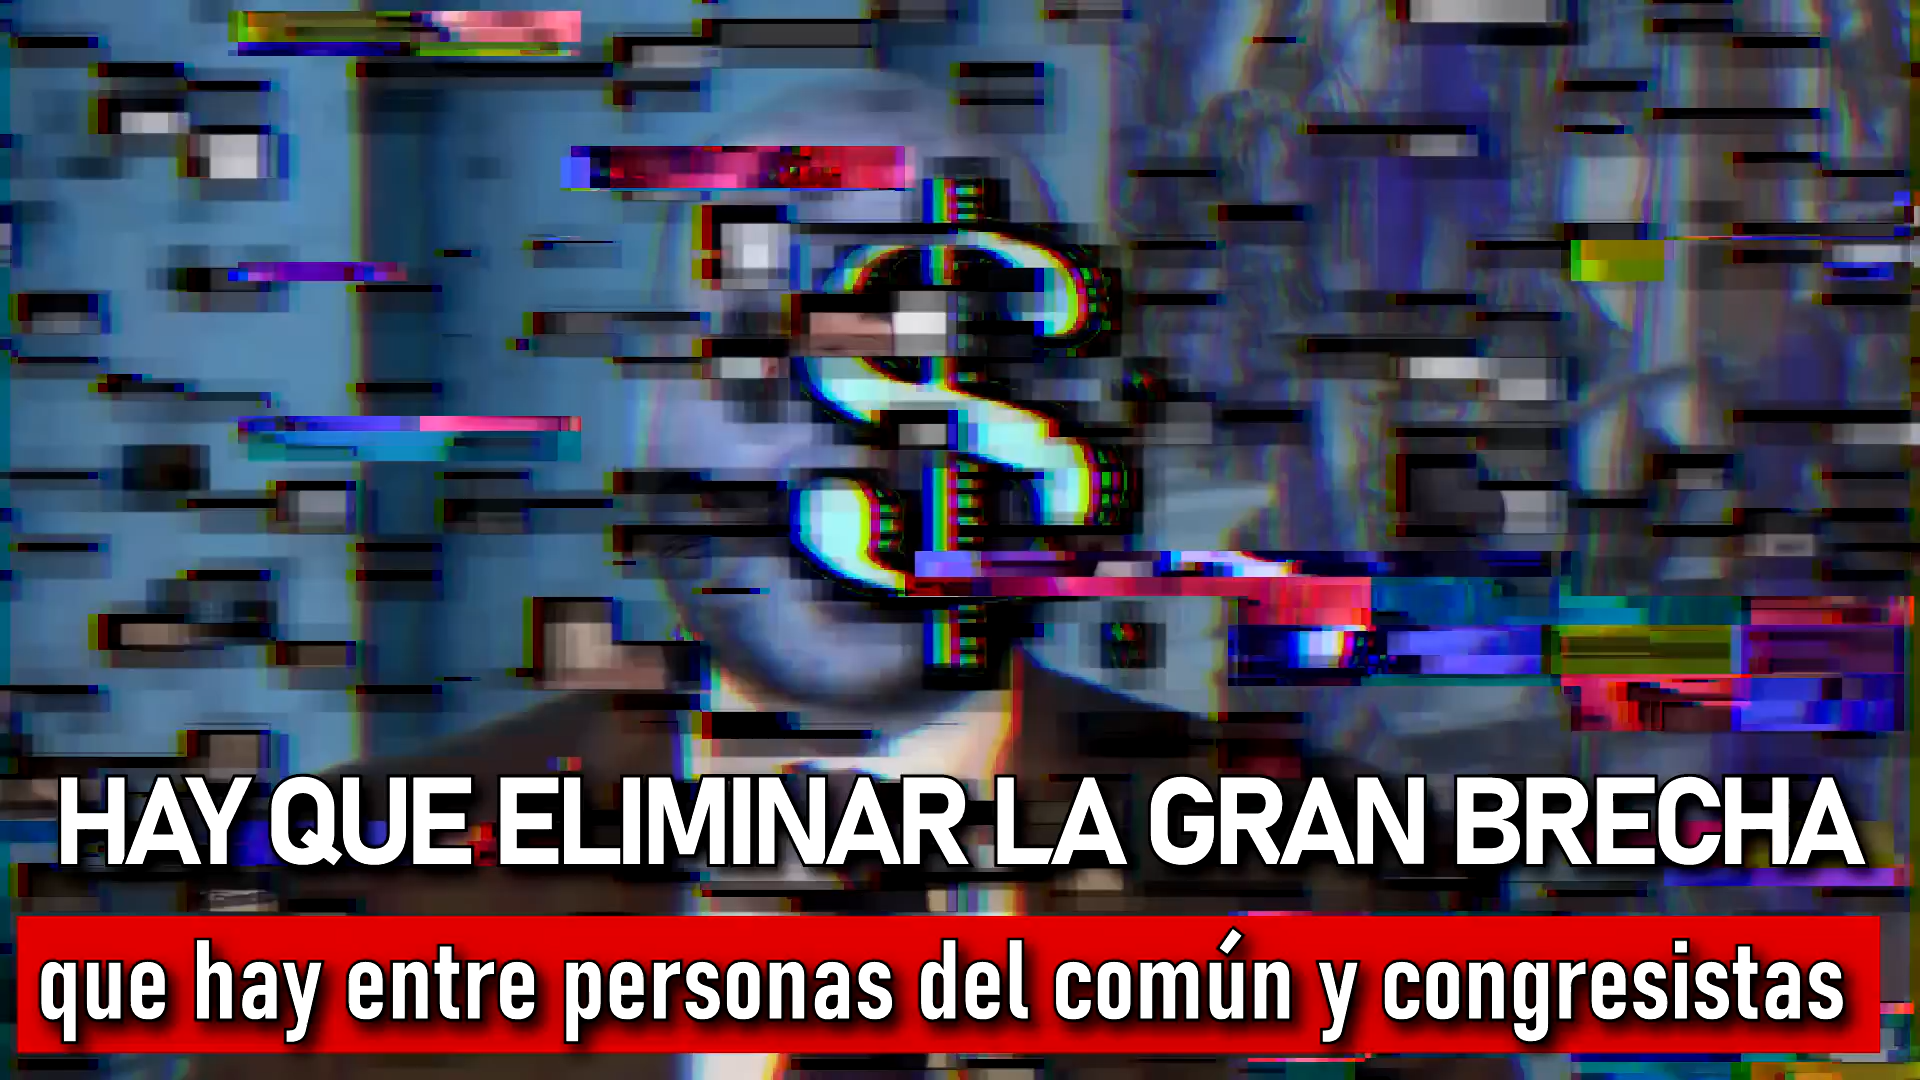 HAY QUE ELIMINAR LA GRAN BRECHA
que hay entre personas del común y congresistas